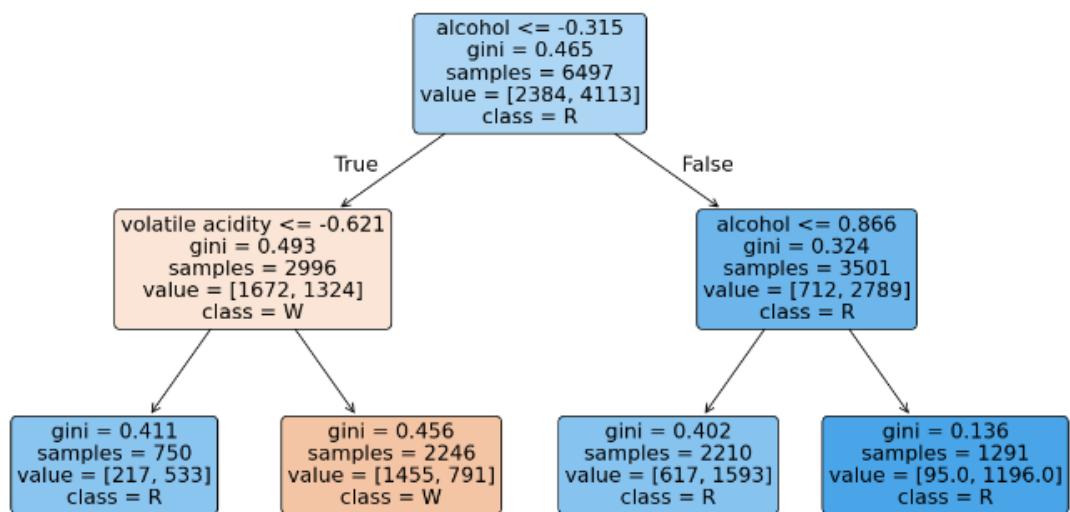 alcohol <= -0.315
gini = 0.465
samples = 6497
value = [2384, 4113]
class = R
True
False
volatile acidity <= -0.621
gini = 0.493
samples = 2996
value = [1672, 1324]
class = W
alcohol <= 0.866
gini = 0.324
samples = 3501
value = [712, 2789]
class = R
gini = 0.411
samples = 750
value = [217, 533]
class = R
gini = 0.456
samples = 2246
value = [1455, 791]
class = W
gini = 0.402
samples = 2210
value = [617, 1593]
class = R
gini = 0.136
samples = 1291
value = [95.0, 1196.0]
class = R